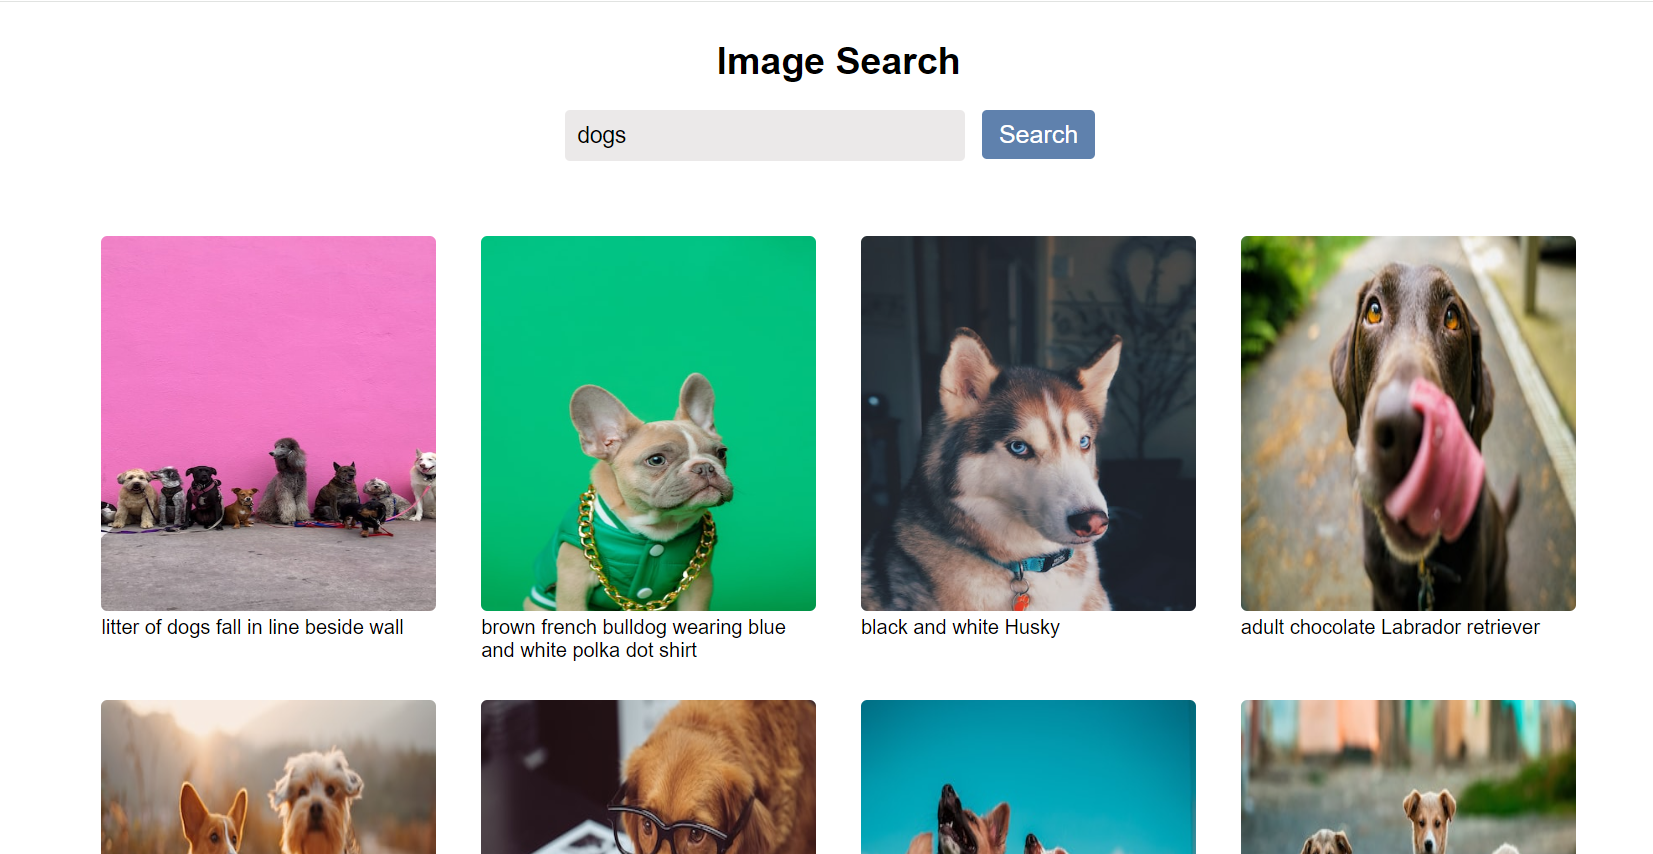 Image Search
dogs
Search
litter of dogs fall in line beside wall
brown french bulldog wearing blue
and white polka dot shirt
black and white Husky
adult chocolate Labrador retriever